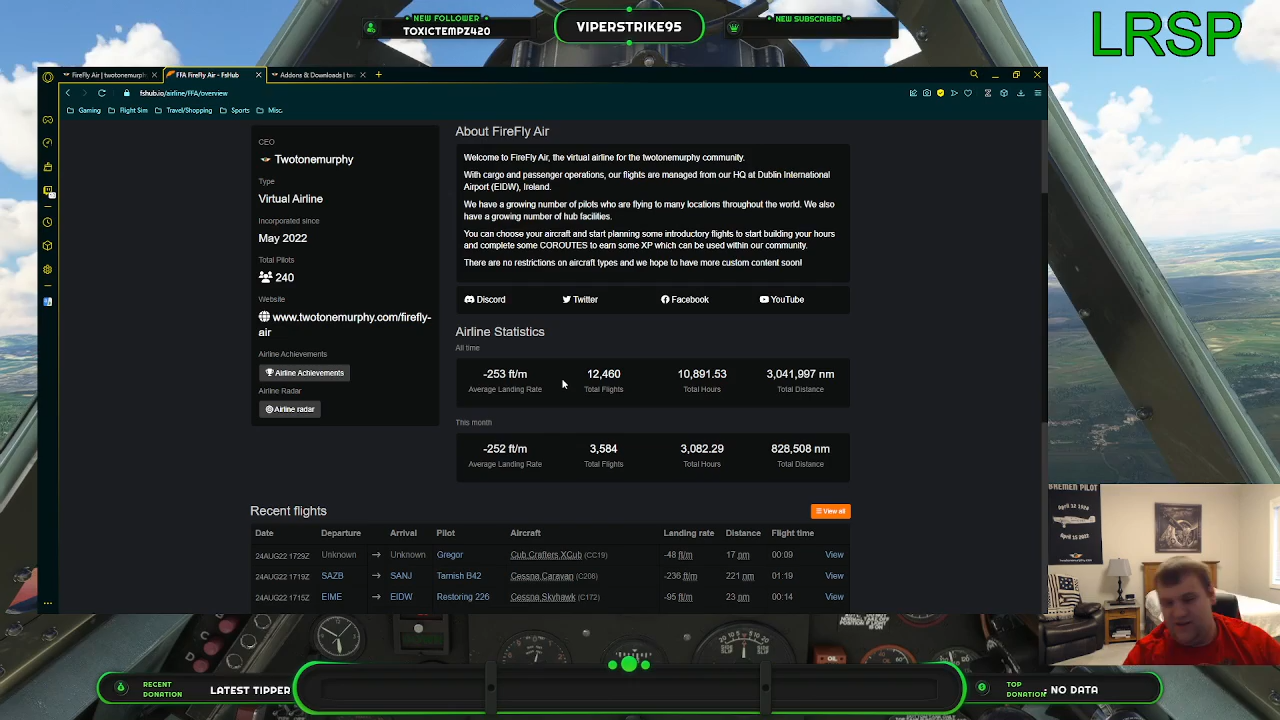 NEW FOLLOWER
TOXICTEMPZ420
VIPERSTRIKE95
NEW SUBSCRIBER
LRSP
FireFly Air | twotonemurph
FFA FireFly Air - FsHub
Addons & Downloads | two
fshub.io/airline/FFA/overview
Gaming
Flight Sim
Travel/Shopping
Sports
Misc.
CEO
Twotonemurphy
Type
Virtual Airline
Incorporated since
May 2022
Total Pilots
240
Website
www.twotonemurphy.com/firefly-
air
Airline Achievements
Airline Achievements
Airline Radar
Airline radar
About FireFly Air
Welcome to FireFly Air, the virtual airline for the twotonemurphy community.
With cargo and passenger operations, our flights are managed from our HQ at Dublin International
Airport (EIDW), Ireland.
We have a growing number of pilots who are flying to many locations throughout the world. We also
have a growing number of hub facilities.
You can choose your aircraft and start planning some introductory flights to start building your hours
and complete some COROUTES to earn some XP which can be used within our community.
There are no restrictions on aircraft types and we hope to have more custom content soon!
Discord Twitter Facebook YouTube
Airline Statistics
All time
-253 ft/m 12,460 10,891.53 3,041,997 nm
Average Landing Rate Total Flights Total Hours Total Distance
This month
-252 ft/m 3,584 3,082.29 828,508 nm
Average Landing Rate Total Flights Total Hours Total Distance
Recent flights View all
Date Departure Arrival Pilot Aircraft Landing rate Distance Flight time
24AUG22 1729Z Unknown → Unknown Gregor Cub Crafters XCub (CC19) -48 ft/m 17 nm 00:09 View
24AUG22 1719Z SAZB → SANJ Tarnish B42 Cessna Caravan (C208) -236 ft/m 221 nm 01:19 View
24AUG22 1715Z EIME → EIDW Restoring 226 Cessna Skyhawk (C172) -95 ft/m 23 nm 00:14 View
BREMEN PILOT
April 12 1928
April 15 2022
OIL
RECENT
DONATION
LATEST TIPPER
TOP
DONATION
: NO DATA